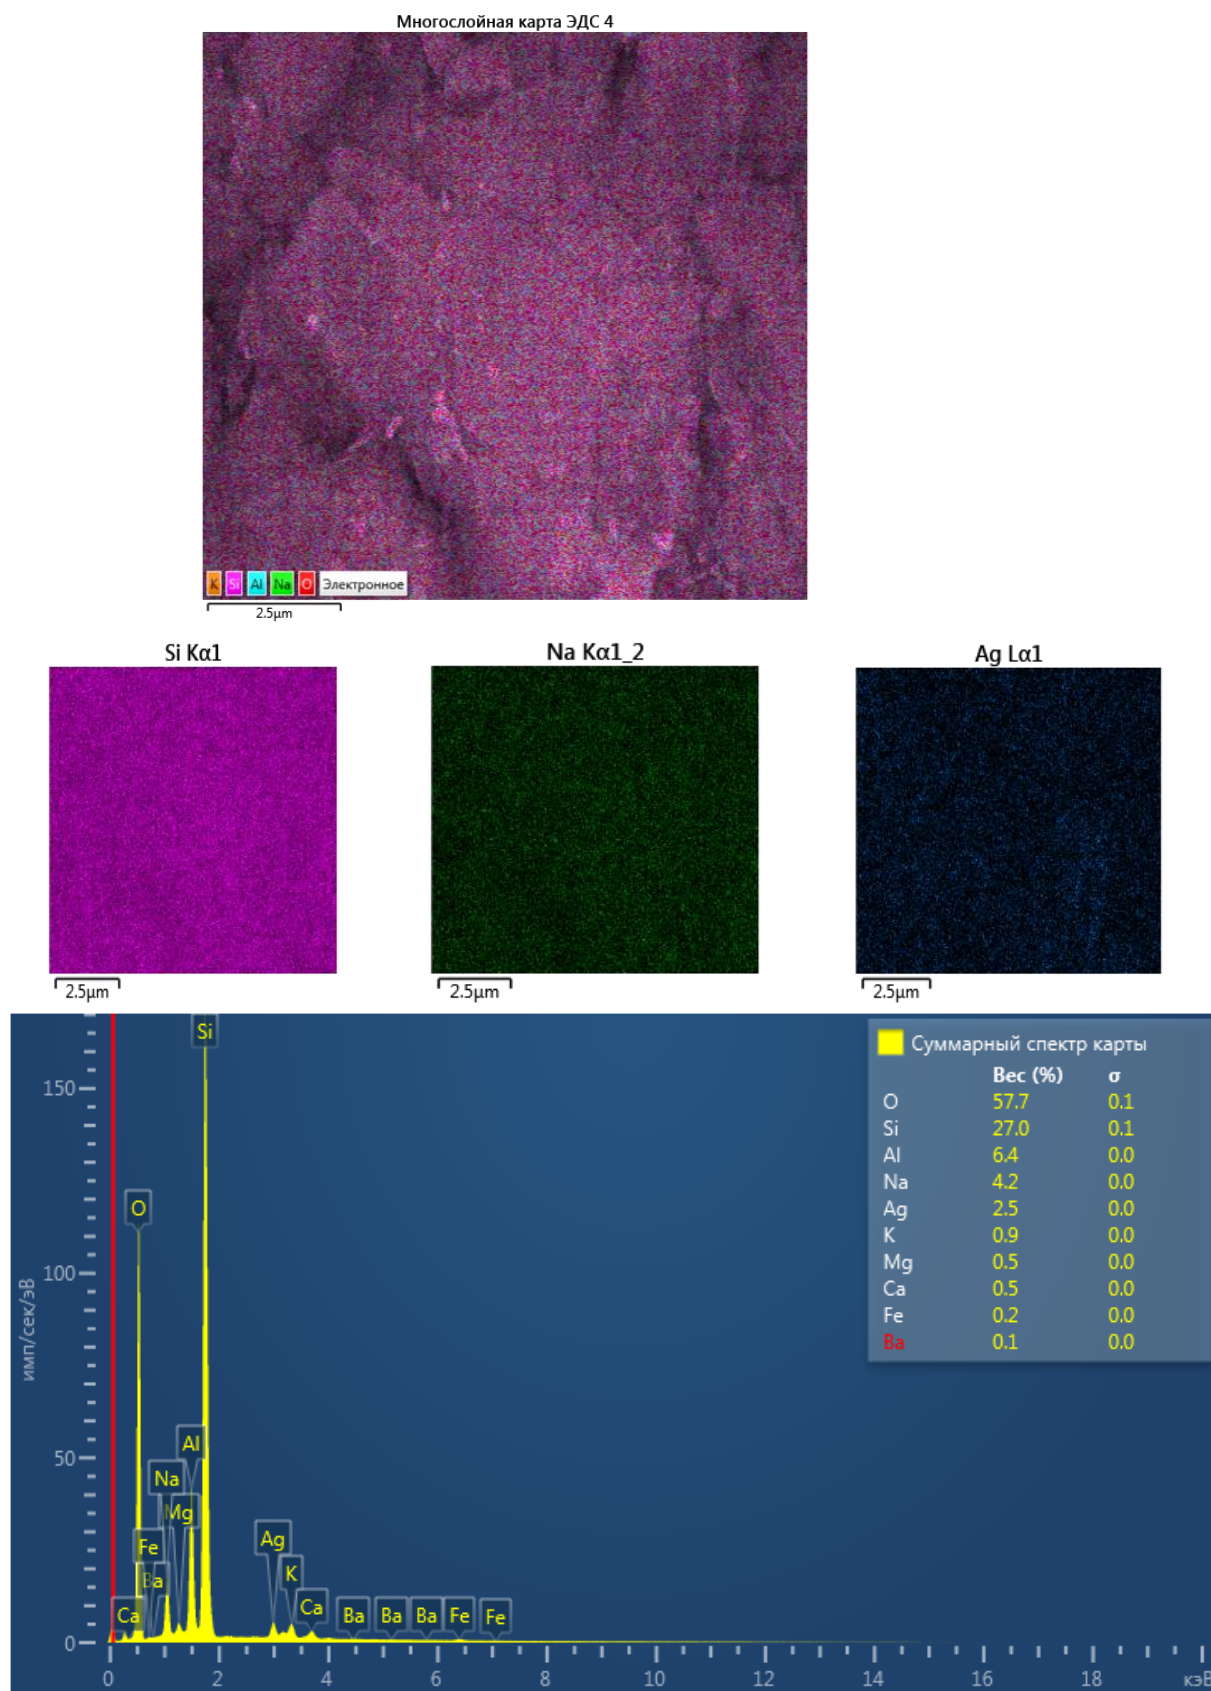 Многослойная карта ЭДС 4
K Si Al Na O Электронное
2.5µm
Si Kα1 Na Kα1_2 Ag Lα1
2.5µm 2.5µm 2.5µm
Суммарный спектр карты
Вес (%) σ
O 57.7 0.1
Si 27.0 0.1
Al 6.4 0.0
Na 4.2 0.0
Ag 2.5 0.0
K 0.9 0.0
Mg 0.5 0.0
Ca 0.5 0.0
Fe 0.2 0.0
Ba 0.1 0.0
имп/сек/эВ
150
100
50
0
Si
O
Al
Na
Mg
Fe
Ba
Ca
Ag
K
Ca
Ba
Ba
Ba
Fe
Fe
0 2 4 6 8 10 12 14 16 18 кэВ